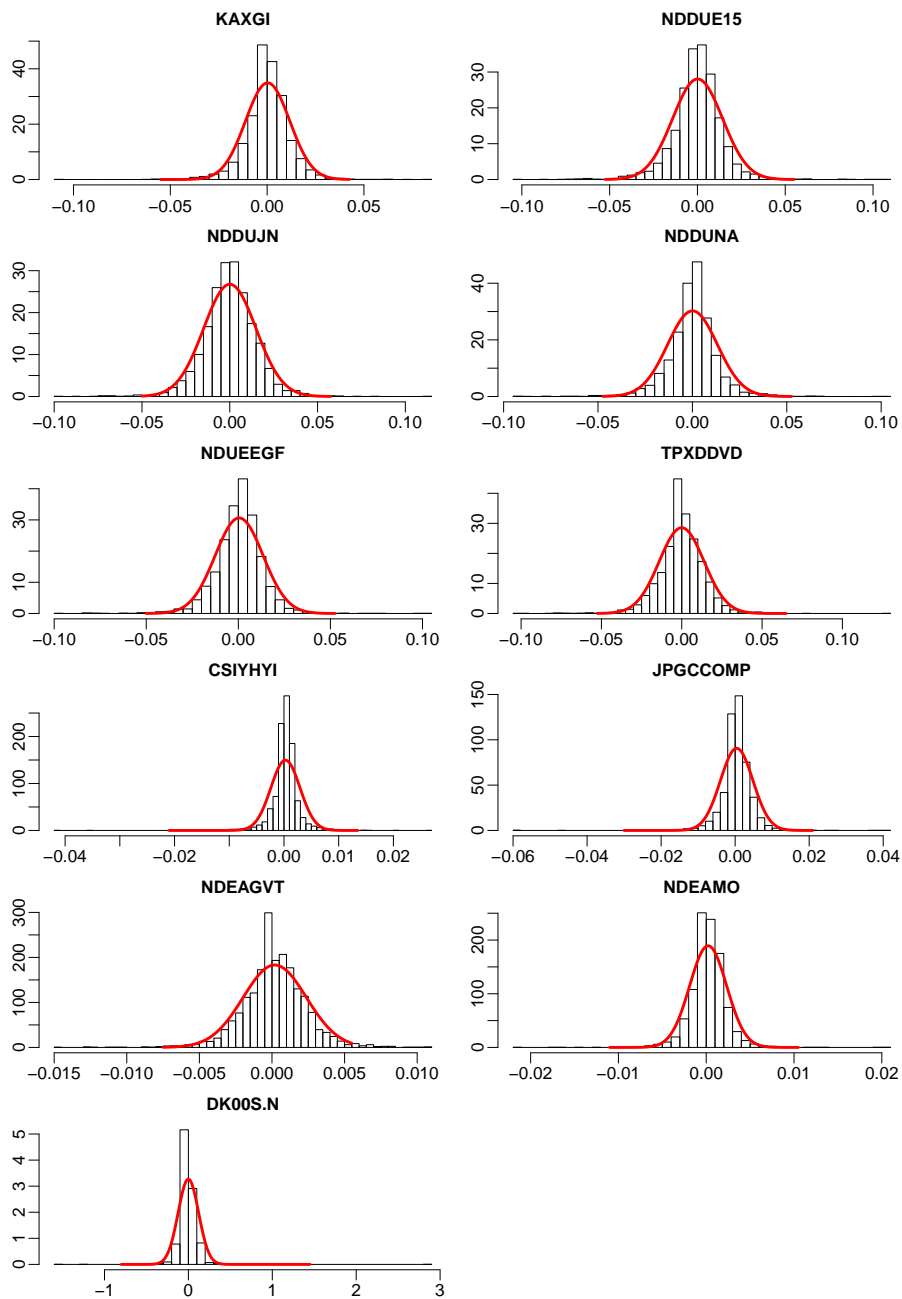 KAXGI
0 20 40
−0.10 −0.05 0.00 0.05
NDDUE15
0 10 20 30
−0.10 −0.05 0.00 0.05 0.10
NDDUJN
0 10 20 30
−0.10 −0.05 0.00 0.05 0.10
NDDUNA
0 10 20 30 40
−0.10 −0.05 0.00 0.05 0.10
NDUEEGF
0 10 30
−0.10 −0.05 0.00 0.05 0.10
TPXDDVD
0 10 30
−0.10 −0.05 0.00 0.05 0.10
CSIYHYI
0 100 200
−0.04 −0.02 0.00 0.01 0.02
JPGCCOMP
0 50 100 150
−0.06 −0.04 −0.02 0.00 0.02 0.04
NDEAGVT
0 100 200 300
−0.015 −0.010 −0.005 0.000 0.005 0.010
NDEAMO
0 100 200
−0.02 −0.01 0.00 0.01 0.02
DK00S.N
0 1 2 3 4 5
−1 0 1 2 3